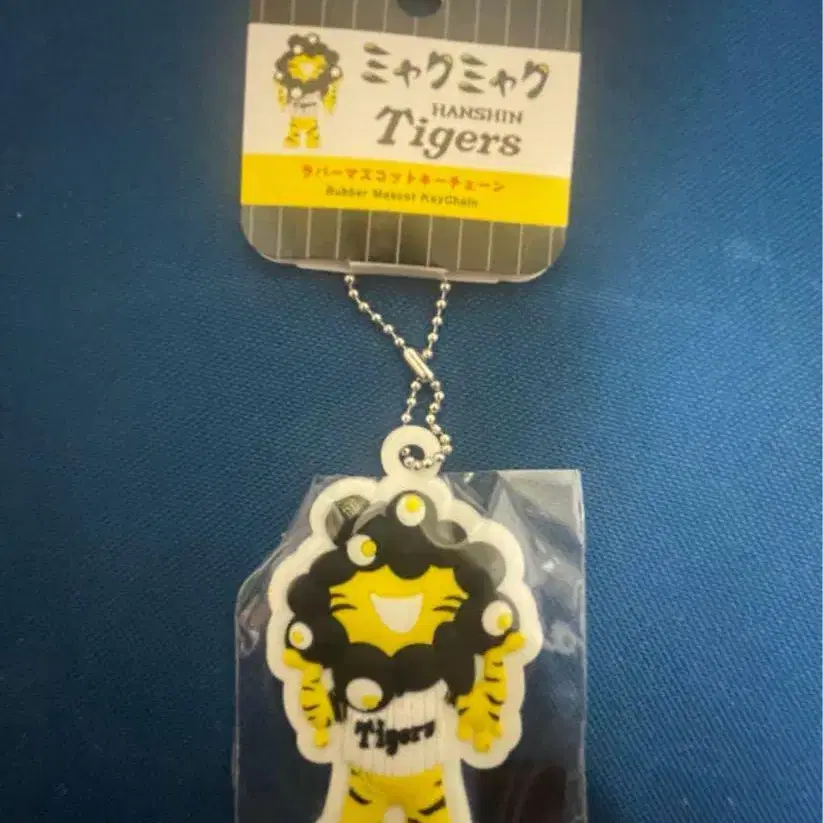 ミャクミャク
HANSHIN
Tigers
ラバーマスコットキーチェーン
Rubber Mascot KeyChain
Tigers